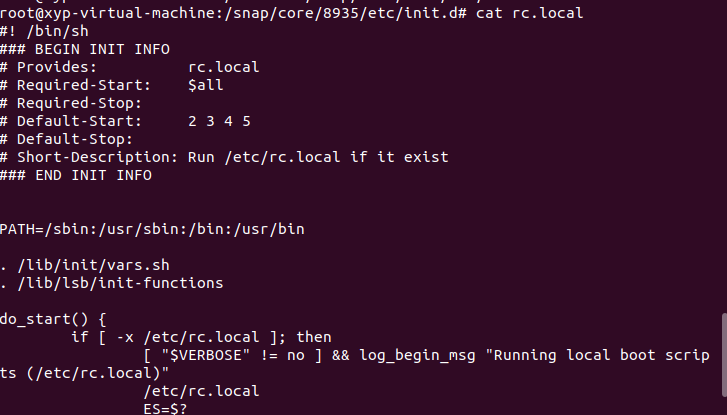 root@xyp-virtual-machine:/snap/core/8935/etc/init.d# cat rc.local
#! /bin/sh
### BEGIN INIT INFO
# Provides:          rc.local
# Required-Start:    $all
# Required-Stop:
# Default-Start:     2 3 4 5
# Default-Stop:
# Short-Description: Run /etc/rc.local if it exist
### END INIT INFO


PATH=/sbin:/usr/sbin:/bin:/usr/bin

. /lib/init/vars.sh
. /lib/lsb/init-functions

do_start() {
        if [ -x /etc/rc.local ]; then
                [ "$VERBOSE" != no ] && log_begin_msg "Running local boot scrip
ts (/etc/rc.local)"
                /etc/rc.local
                ES=$?